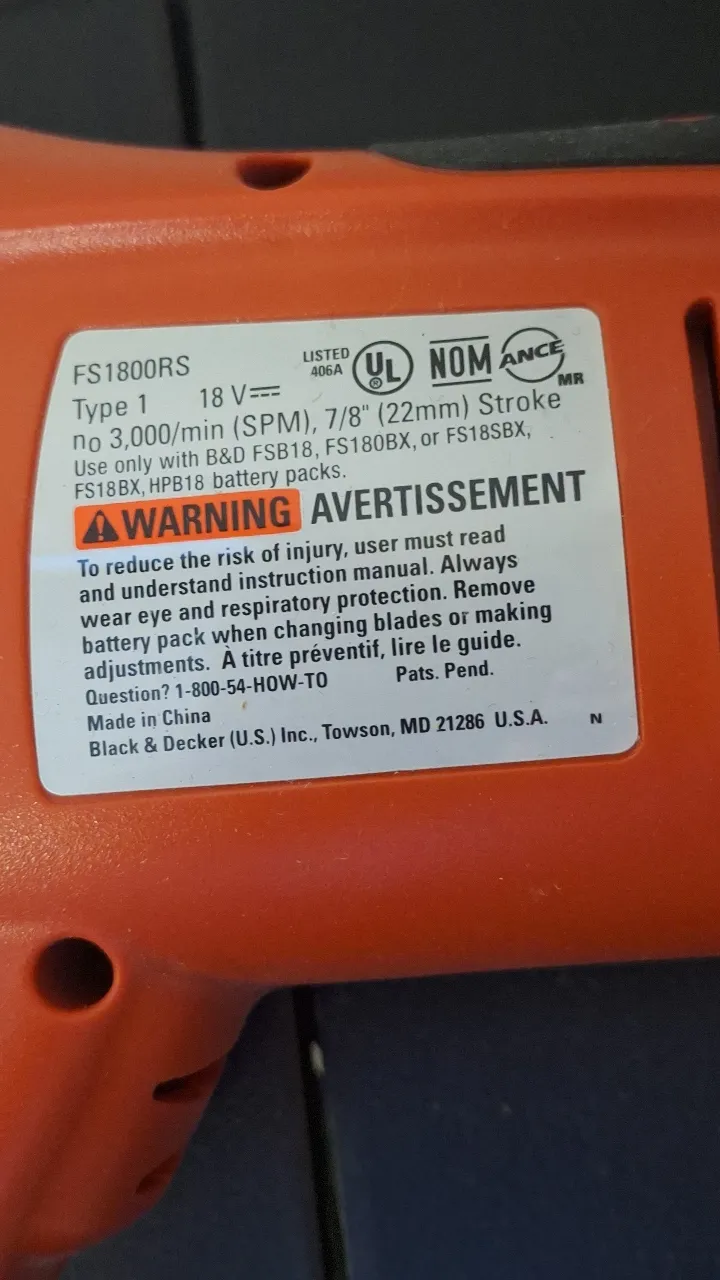 FS1800RS
LISTED
406A
UL
®
NOM
ANCE
MR
Type 1 18 V
no 3,000/min (SPM), 7/8" (22mm) Stroke
Use only with B&D FSB18, FS180BX, or FS18SBX,
FS18BX, HPB18 battery packs.
WARNING AVERTISSEMENT
To reduce the risk of injury, user must read
and understand instruction manual. Always
wear eye and respiratory protection. Remove
battery pack when changing blades or making
adjustments. À titre préventif, lire le guide.
Question? 1-800-54-HOW-TO Pats. Pend.
Made in China
Black & Decker (U.S.) Inc., Towson, MD 21286 U.S.A. N